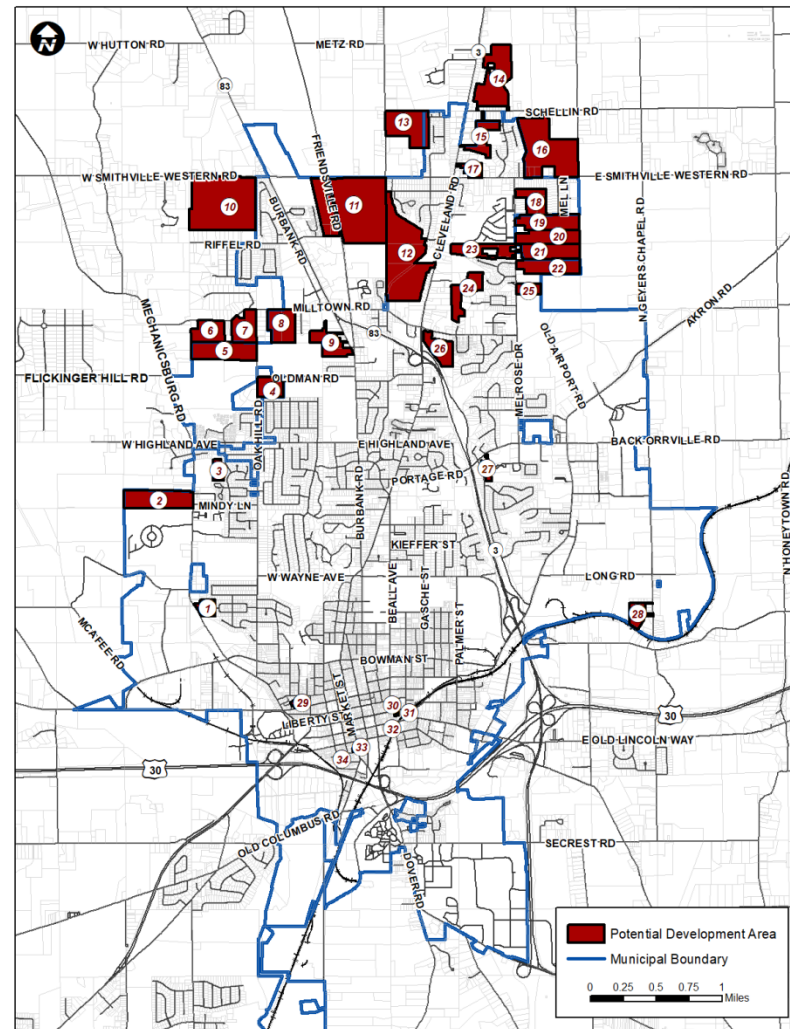 N
W HUTTON RD
METZ RD
3
83
14
SCHELLIN RD
13
15
16
FRIENDSVILLE RD
W SMITHVILLE WESTERN RD
17
E SMITHVILLE WESTERN RD
10
11
18
MEL LN
BURBANK RD
CLEVELAND RD
19
20
RIFFEL RD
12
23
21
22
N GEYERS CHAPEL RD
24
25
MECHANICSBURG RD
MILLTOWN RD
AKRON RD
6
7
8
83
9
26
5
OLD AIRPORT RD
MELROSE DR
FLICKINGER HILL RD
OLDMAN RD
4
OAK HILL RD
W HIGHLAND AVE
E HIGHLAND AVE
BACK ORRVILLE RD
3
PORTAGE RD
27
2
MINDY LN
BURBANK RD
N HONEYTOWN RD
KIEFFER ST
3
W WAYNE AVE
BEALL AVE
GASCHE ST
PALMER ST
LONG RD
1
28
MCAFEE RD
BOWMAN ST
29
MARKET ST
30
31
30
LIBERTY ST
32
33
E OLD LINCOLN WAY
34
30
OLD COLUMBUS RD
SECREST RD
DOVER RD
Potential Development Area
Municipal Boundary
0 0.25 0.5 0.75 1
Miles